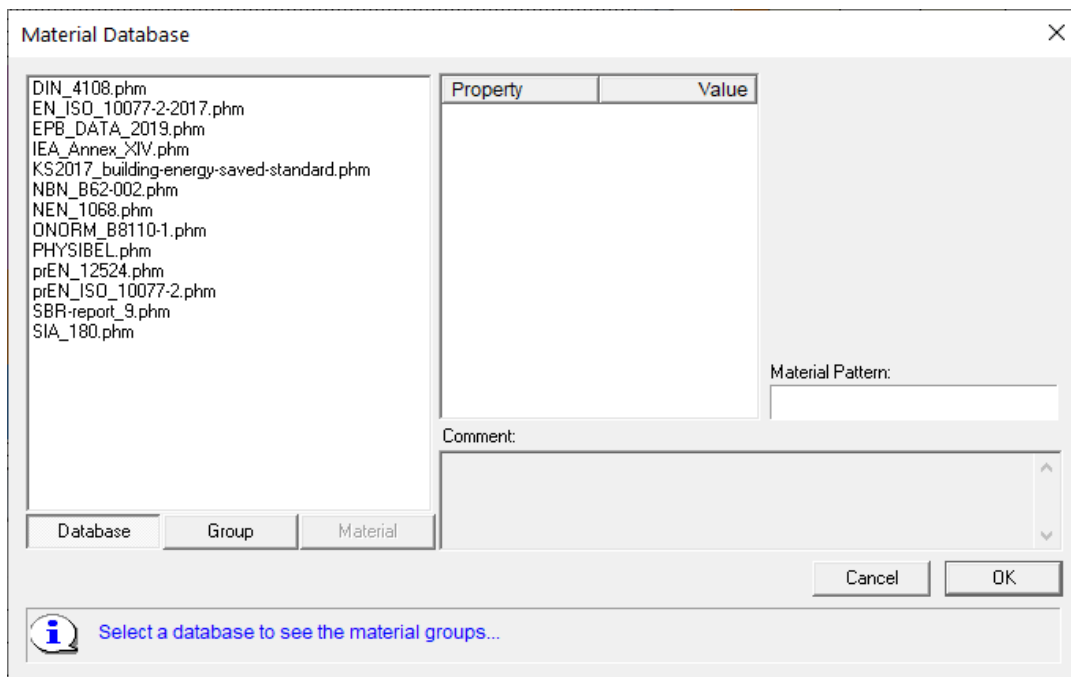 Material Database
DIN_4108.phm
EN_ISO_10077-2-2017.phm
EPB_DATA_2019.phm
IEA_Annex_XIV.phm
KS2017_building-energy-saved-standard.phm
NBN_B62-002.phm
NEN_1068.phm
ONORM_B8110-1.phm
PHYSIBEL.phm
prEN_12524.phm
prEN_ISO_10077-2.phm
SBR-report_9.phm
SIA_180.phm
Property Value
Material Pattern:
Comment:
Database Group Material
Cancel OK
Select a database to see the material groups...